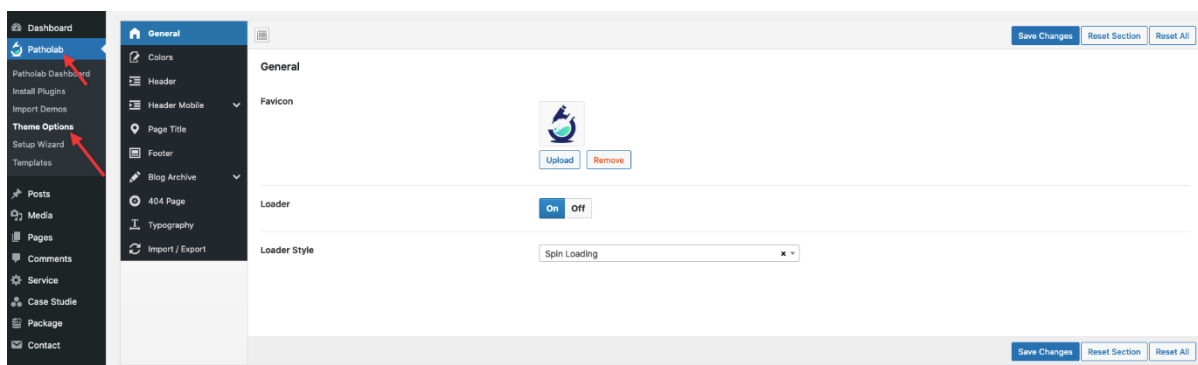 Dashboard
Patholab
Patholab Dashboard
Install Plugins
Import Demos
Theme Options
Setup Wizard
Templates
Posts
Media
Pages
Comments
Service
Case Studie
Package
Contact
General
Colors
Header
Header Mobile
Page Title
Footer
Blog Archive
404 Page
Typography
Import / Export
Save Changes Reset Section Reset All
General
Favicon
Upload Remove
Loader
On Off
Loader Style
Spin Loading
Save Changes Reset Section Reset All